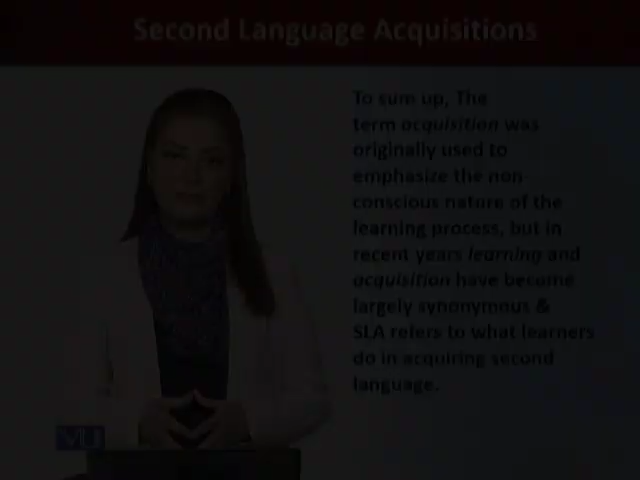 Second Language Acquisitions
To sum up, The
term acquisition was
originally used to
emphasize the non
conscious nature of the
learning process, but in
recent years learning and
acquisition have become
largely synonymous &
SLA refers to what learners
do in acquiring second
language.
VU